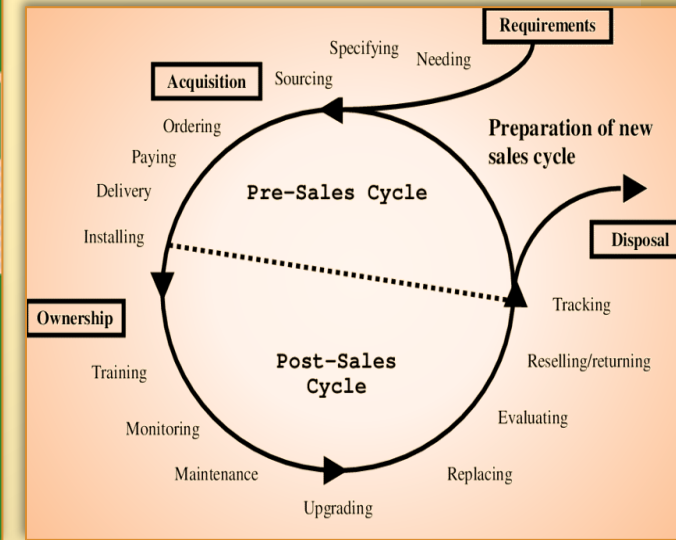 Requirements
Specifying
Needing
Acquisition
Sourcing
Ordering
Preparation of new
sales cycle
Paying
Delivery
Pre-Sales Cycle
Installing
Disposal
Ownership
Tracking
Post-Sales
Cycle
Training
Reselling/returning
Monitoring
Evaluating
Maintenance
Replacing
Upgrading